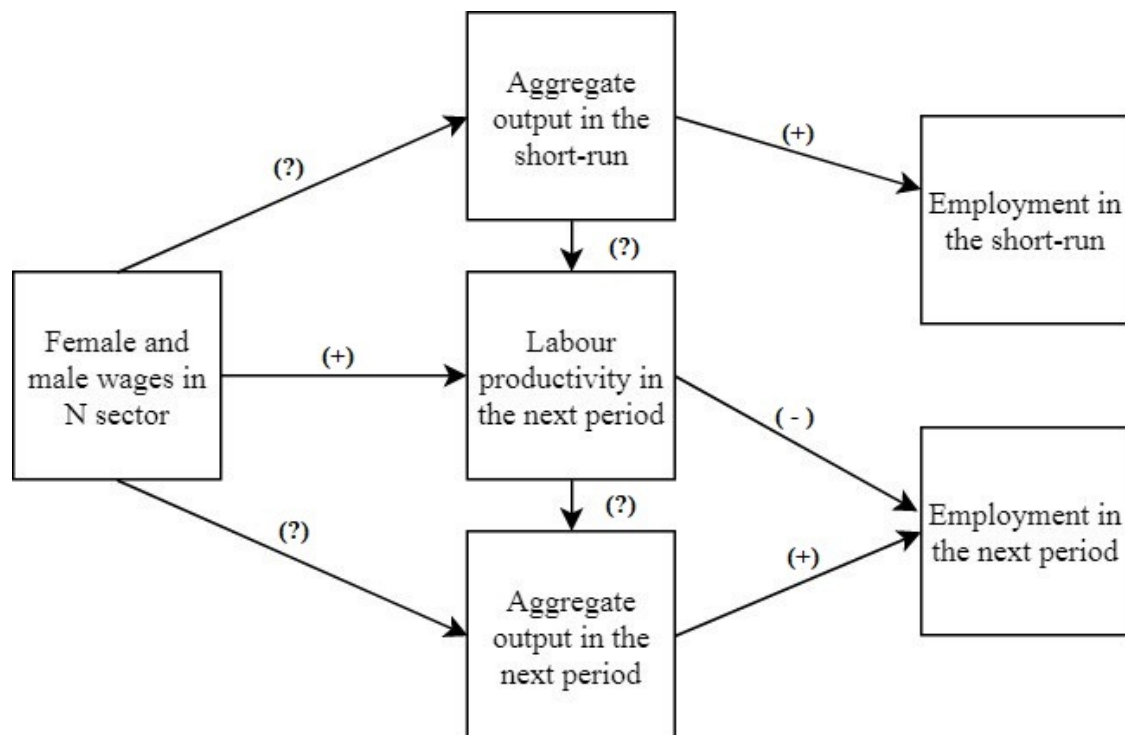 Aggregate
output in the
short-run
(+)
Employment in
the short-run
(?)
(?)
Female and
male wages in
N sector
(+)
Labour
productivity in
the next period
( - )
(?)
(?)
Employment in
the next period
(+)
Aggregate
output in the
next period